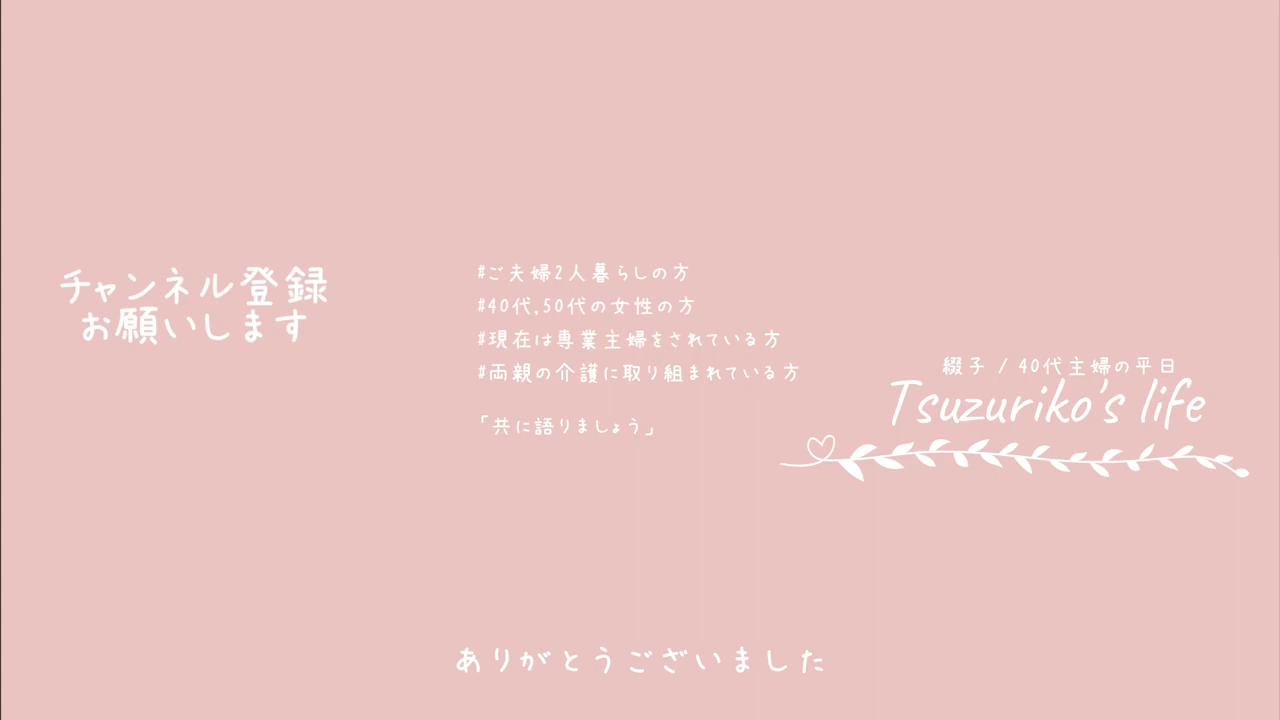 チャンネル登録
お願いします
#ご夫婦2人暮らしの方
#40代,50代の女性の方
#現在は専業主婦をされている方
#両親の介護に取り組まれている方
「共に語りましょう」
綴子 / 40代主婦の平日
Tsuzuriko's life
ありがとうございました